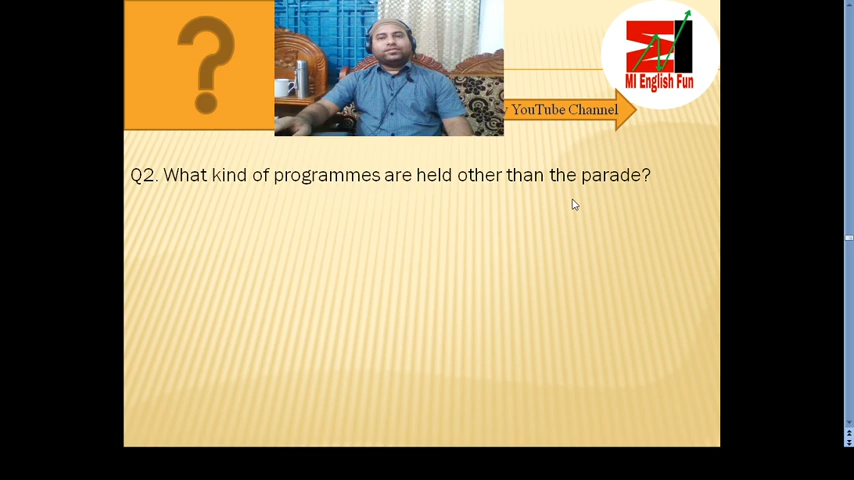 ?
MI English Fun
YouTube Channel
Q2. What kind of programmes are held other than the parade?